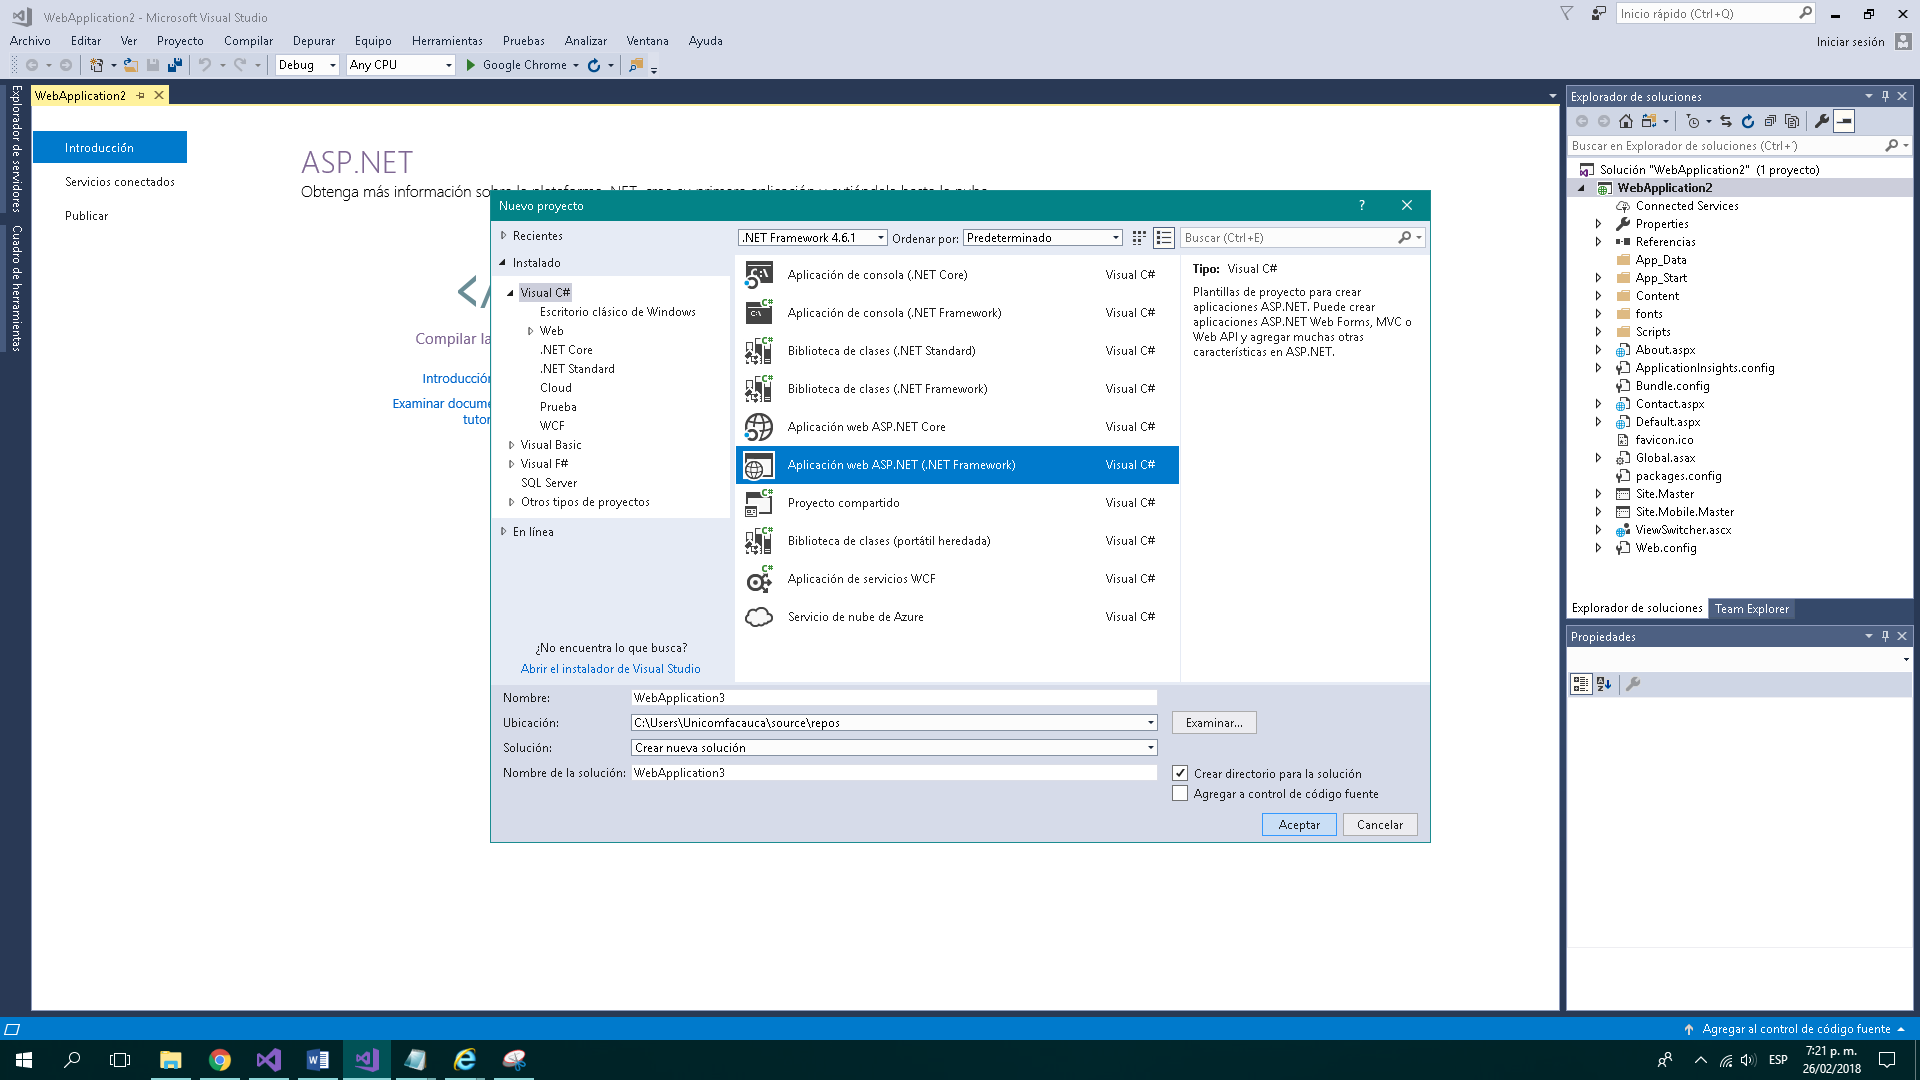 WebApplication2 - Microsoft Visual Studio
Inicio rápido (Ctrl+Q)
Archivo Editar Ver Proyecto Compilar Depurar Equipo Herramientas Pruebas Analizar Ventana Ayuda
Iniciar sesión
Debug Any CPU Google Chrome
Explorador de servidores
Cuadro de herramientas
WebApplication2
Introducción
Servicios conectados
Publicar
ASP.NET
Obtenga más información
Compilar la
Introducción
Examinar docume
tutor
Nuevo proyecto
?
Recientes
Instalado
Visual C#
Escritorio clásico de Windows
Web
.NET Core
.NET Standard
Cloud
Prueba
WCF
Visual Basic
Visual F#
SQL Server
Otros tipos de proyectos
En línea
¿No encuentra lo que busca?
Abrir el instalador de Visual Studio
.NET Framework 4.6.1 Ordenar por: Predeterminado
Buscar (Ctrl+E)
Aplicación de consola (.NET Core) Visual C#
Aplicación de consola (.NET Framework) Visual C#
Biblioteca de clases (.NET Standard) Visual C#
Biblioteca de clases (.NET Framework) Visual C#
Aplicación web ASP.NET Core Visual C#
Aplicación web ASP.NET (.NET Framework) Visual C#
Proyecto compartido Visual C#
Biblioteca de clases (portátil heredada) Visual C#
Aplicación de servicios WCF Visual C#
Servicio de nube de Azure Visual C#
Tipo: Visual C#
Plantillas de proyecto para crear
aplicaciones ASP.NET. Puede crear
aplicaciones ASP.NET Web Forms, MVC o
Web API y agregar muchas otras
características en ASP.NET.
Nombre: WebApplication3
Ubicación: C:\Users\Unicomfacauca\source\repos
Examinar...
Solución: Crear nueva solución
Nombre de la solución: WebApplication3
Crear directorio para la solución
Agregar a control de código fuente
Aceptar Cancelar
Explorador de soluciones
Buscar en Explorador de soluciones (Ctrl+´)
Solución "WebApplication2" (1 proyecto)
WebApplication2
Connected Services
Properties
Referencias
App_Data
App_Start
Content
fonts
Scripts
About.aspx
ApplicationInsights.config
Bundle.config
Contact.aspx
Default.aspx
favicon.ico
Global.asax
packages.config
Site.Master
Site.Mobile.Master
ViewSwitcher.ascx
Web.config
Explorador de soluciones Team Explorer
Propiedades
Agregar al control de código fuente
ESP
7:21 p. m.
26/02/2018